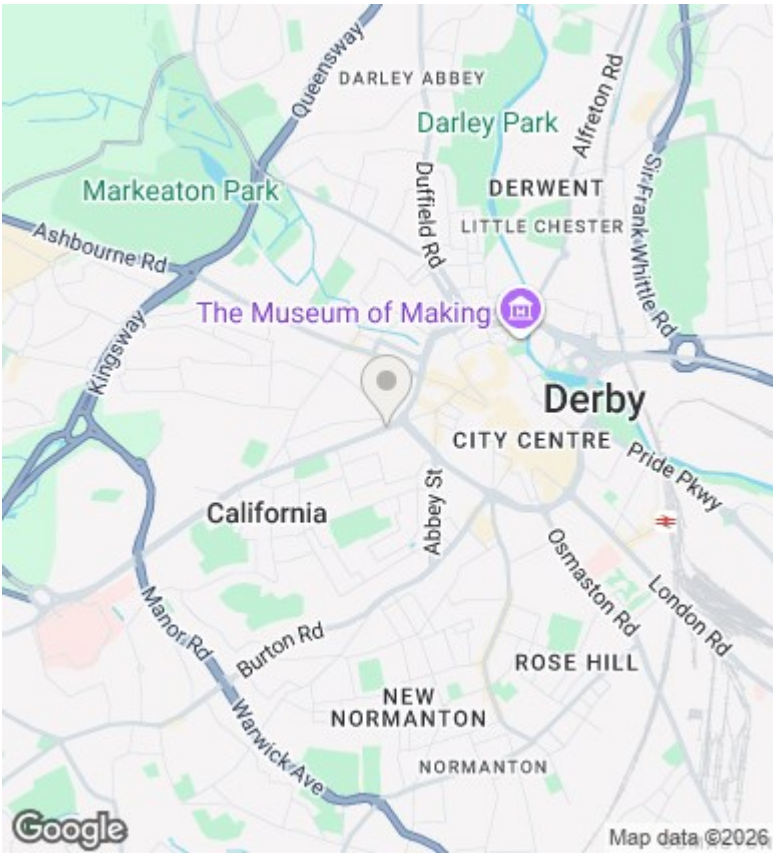 Queensway
DARLEY ABBEY
Alfreton Rd
Darley Park
Sir Frank Whittle Rd
Duffield Rd
DERWENT
Markeaton Park
LITTLE CHESTER
Ashbourne Rd
The Museum of Making
Kingsway
Derby
CITY CENTRE
Pride Pkwy
Abbey St
California
Osmaston Rd
London Rd
Manor Rd
Burton Rd
ROSE HILL
NEW
NORMANTON
Warwick Ave
NORMANTON
Google
Map data ©2026